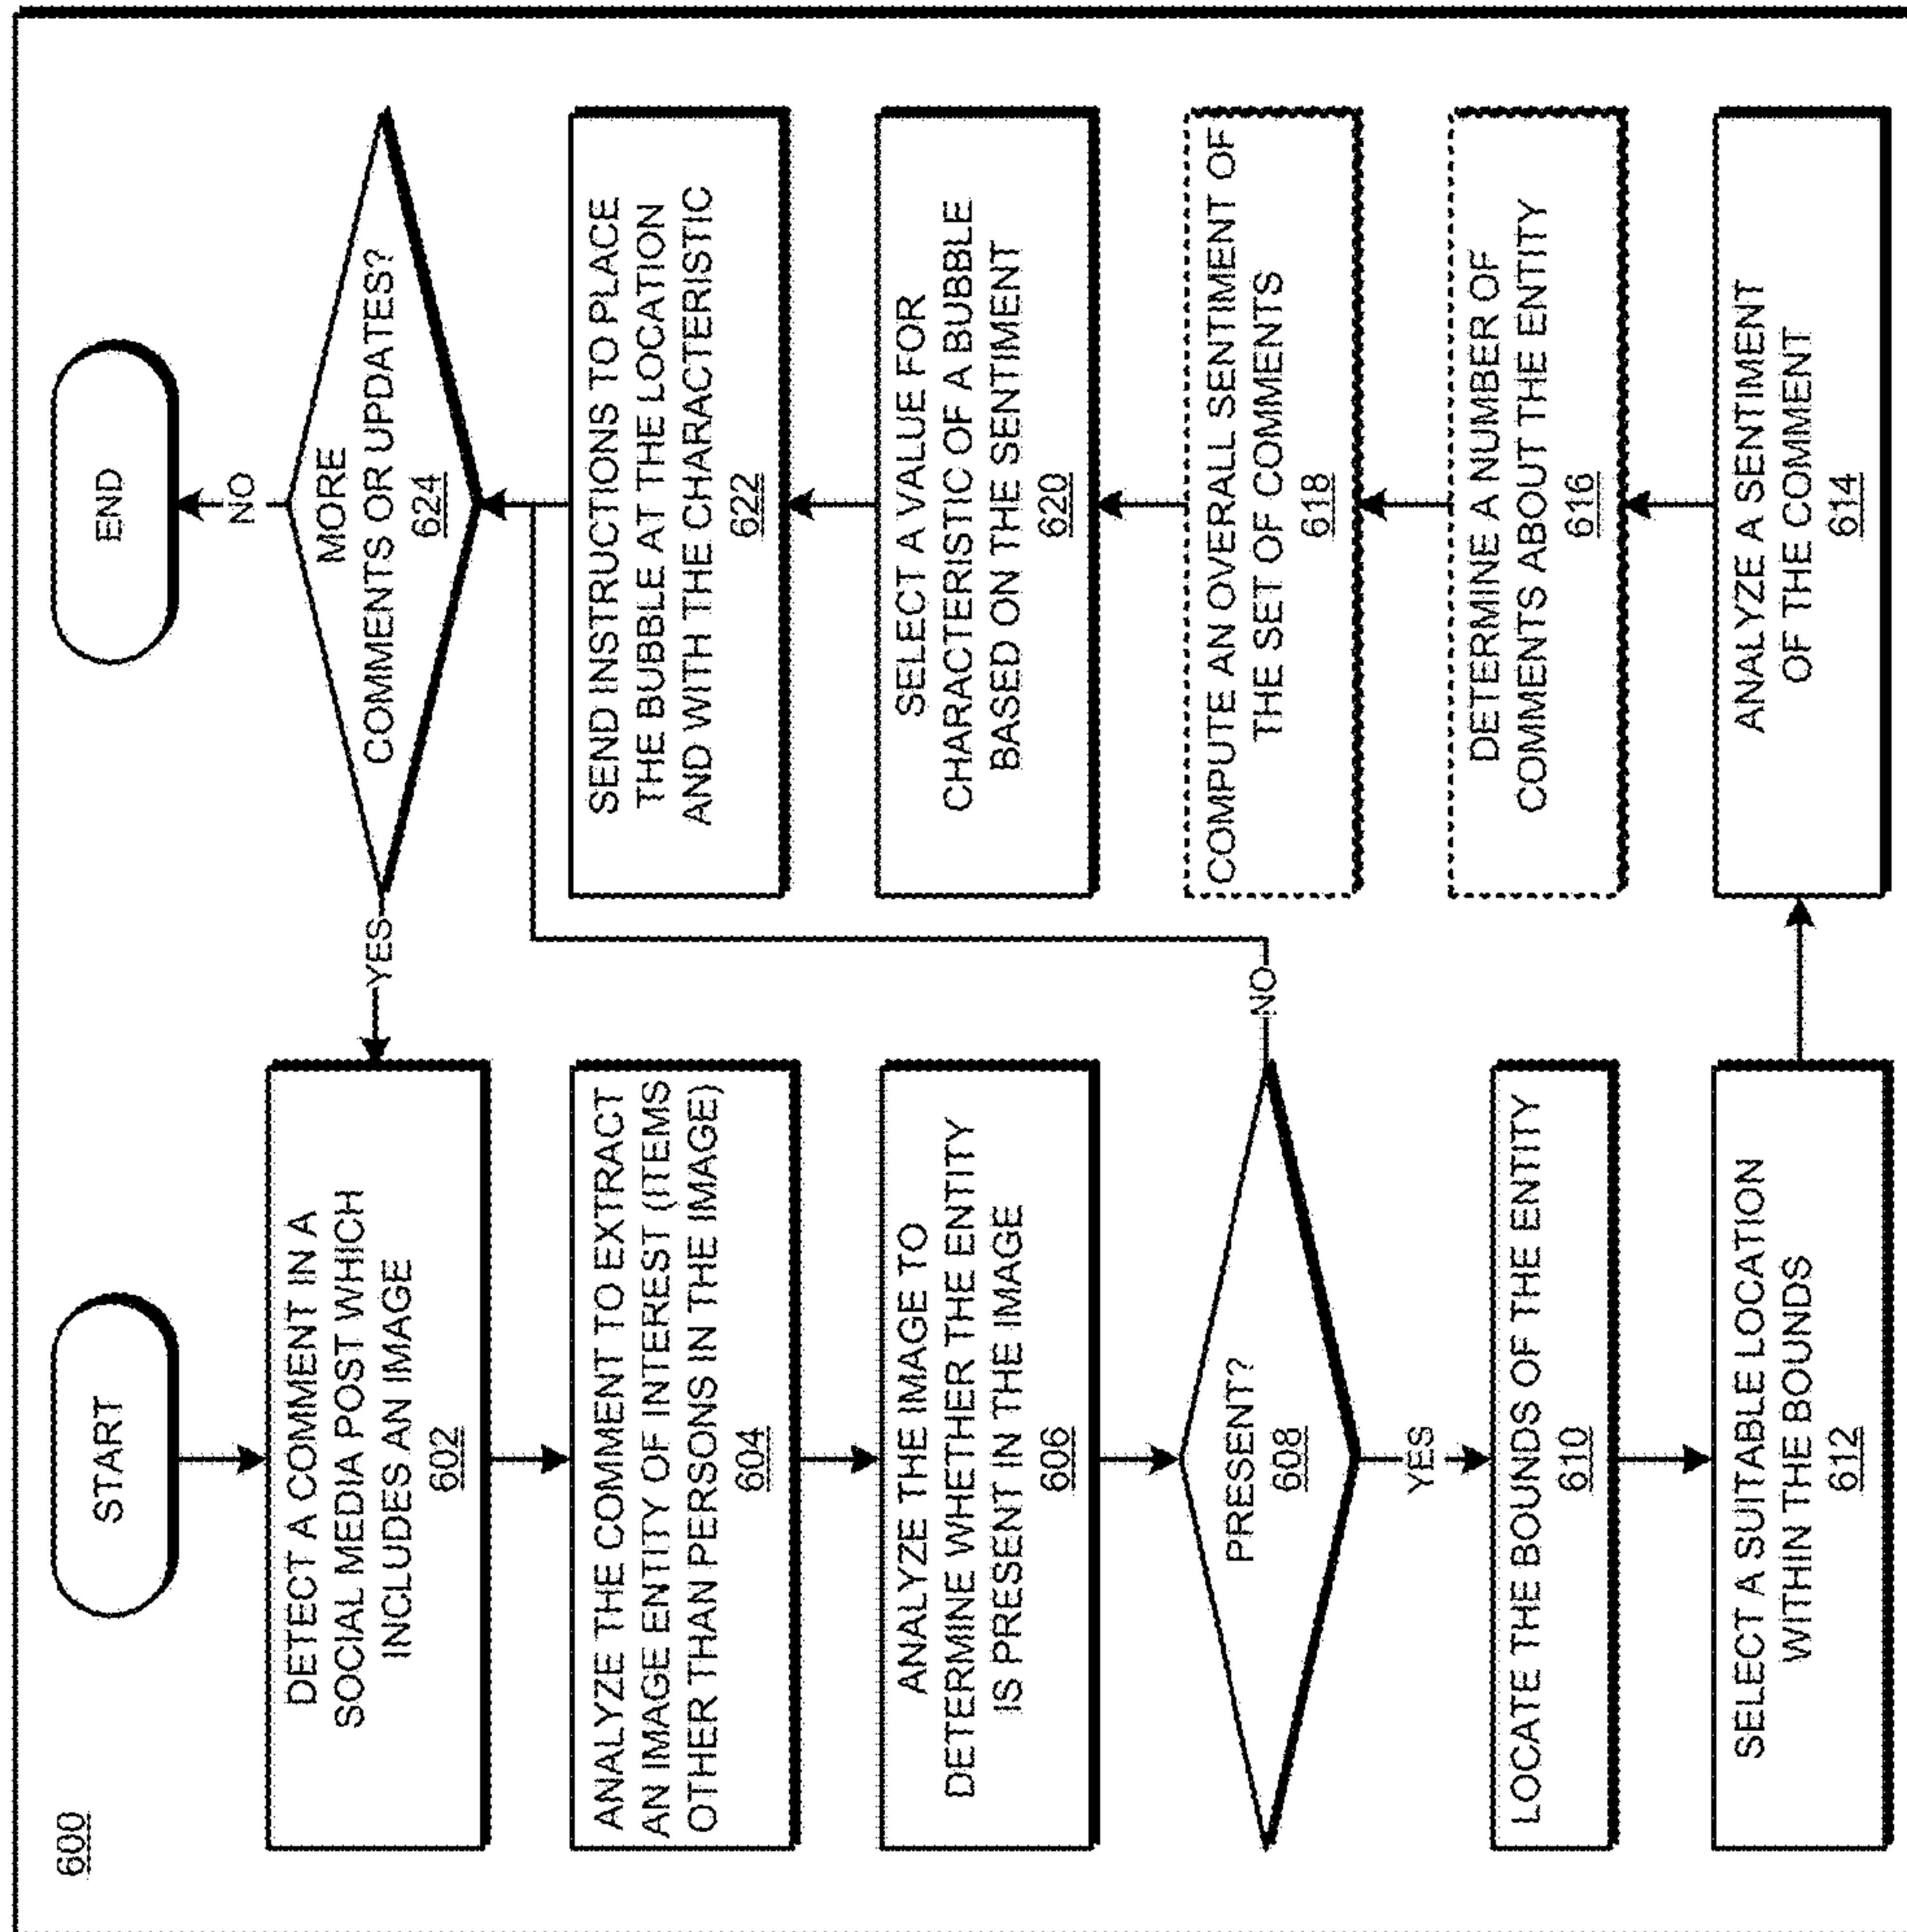 600
START
DETECT A COMMENT IN A
SOCIAL MEDIA POST WHICH
INCLUDES AN IMAGE
602
ANALYZE THE COMMENT TO EXTRACT
AN IMAGE ENTITY OF INTEREST (ITEMS
OTHER THAN PERSONS IN THE IMAGE)
604
ANALYZE THE IMAGE TO
DETERMINE WHETHER THE ENTITY
IS PRESENT IN THE IMAGE
606
PRESENT?
608
NO
YES
LOCATE THE BOUNDS OF THE ENTITY
610
SELECT A SUITABLE LOCATION
WITHIN THE BOUNDS
612
ANALYZE A SENTIMENT
OF THE COMMENT
614
DETERMINE A NUMBER OF
COMMENTS ABOUT THE ENTITY
616
COMPUTE AN OVERALL SENTIMENT OF
THE SET OF COMMENTS
618
SELECT A VALUE FOR
CHARACTERISTIC OF A BUBBLE
BASED ON THE SENTIMENT
620
SEND INSTRUCTIONS TO PLACE
THE BUBBLE AT THE LOCATION
AND WITH THE CHARACTERISTIC
622
MORE
COMMENTS OR UPDATES?
624
YES
NO
END